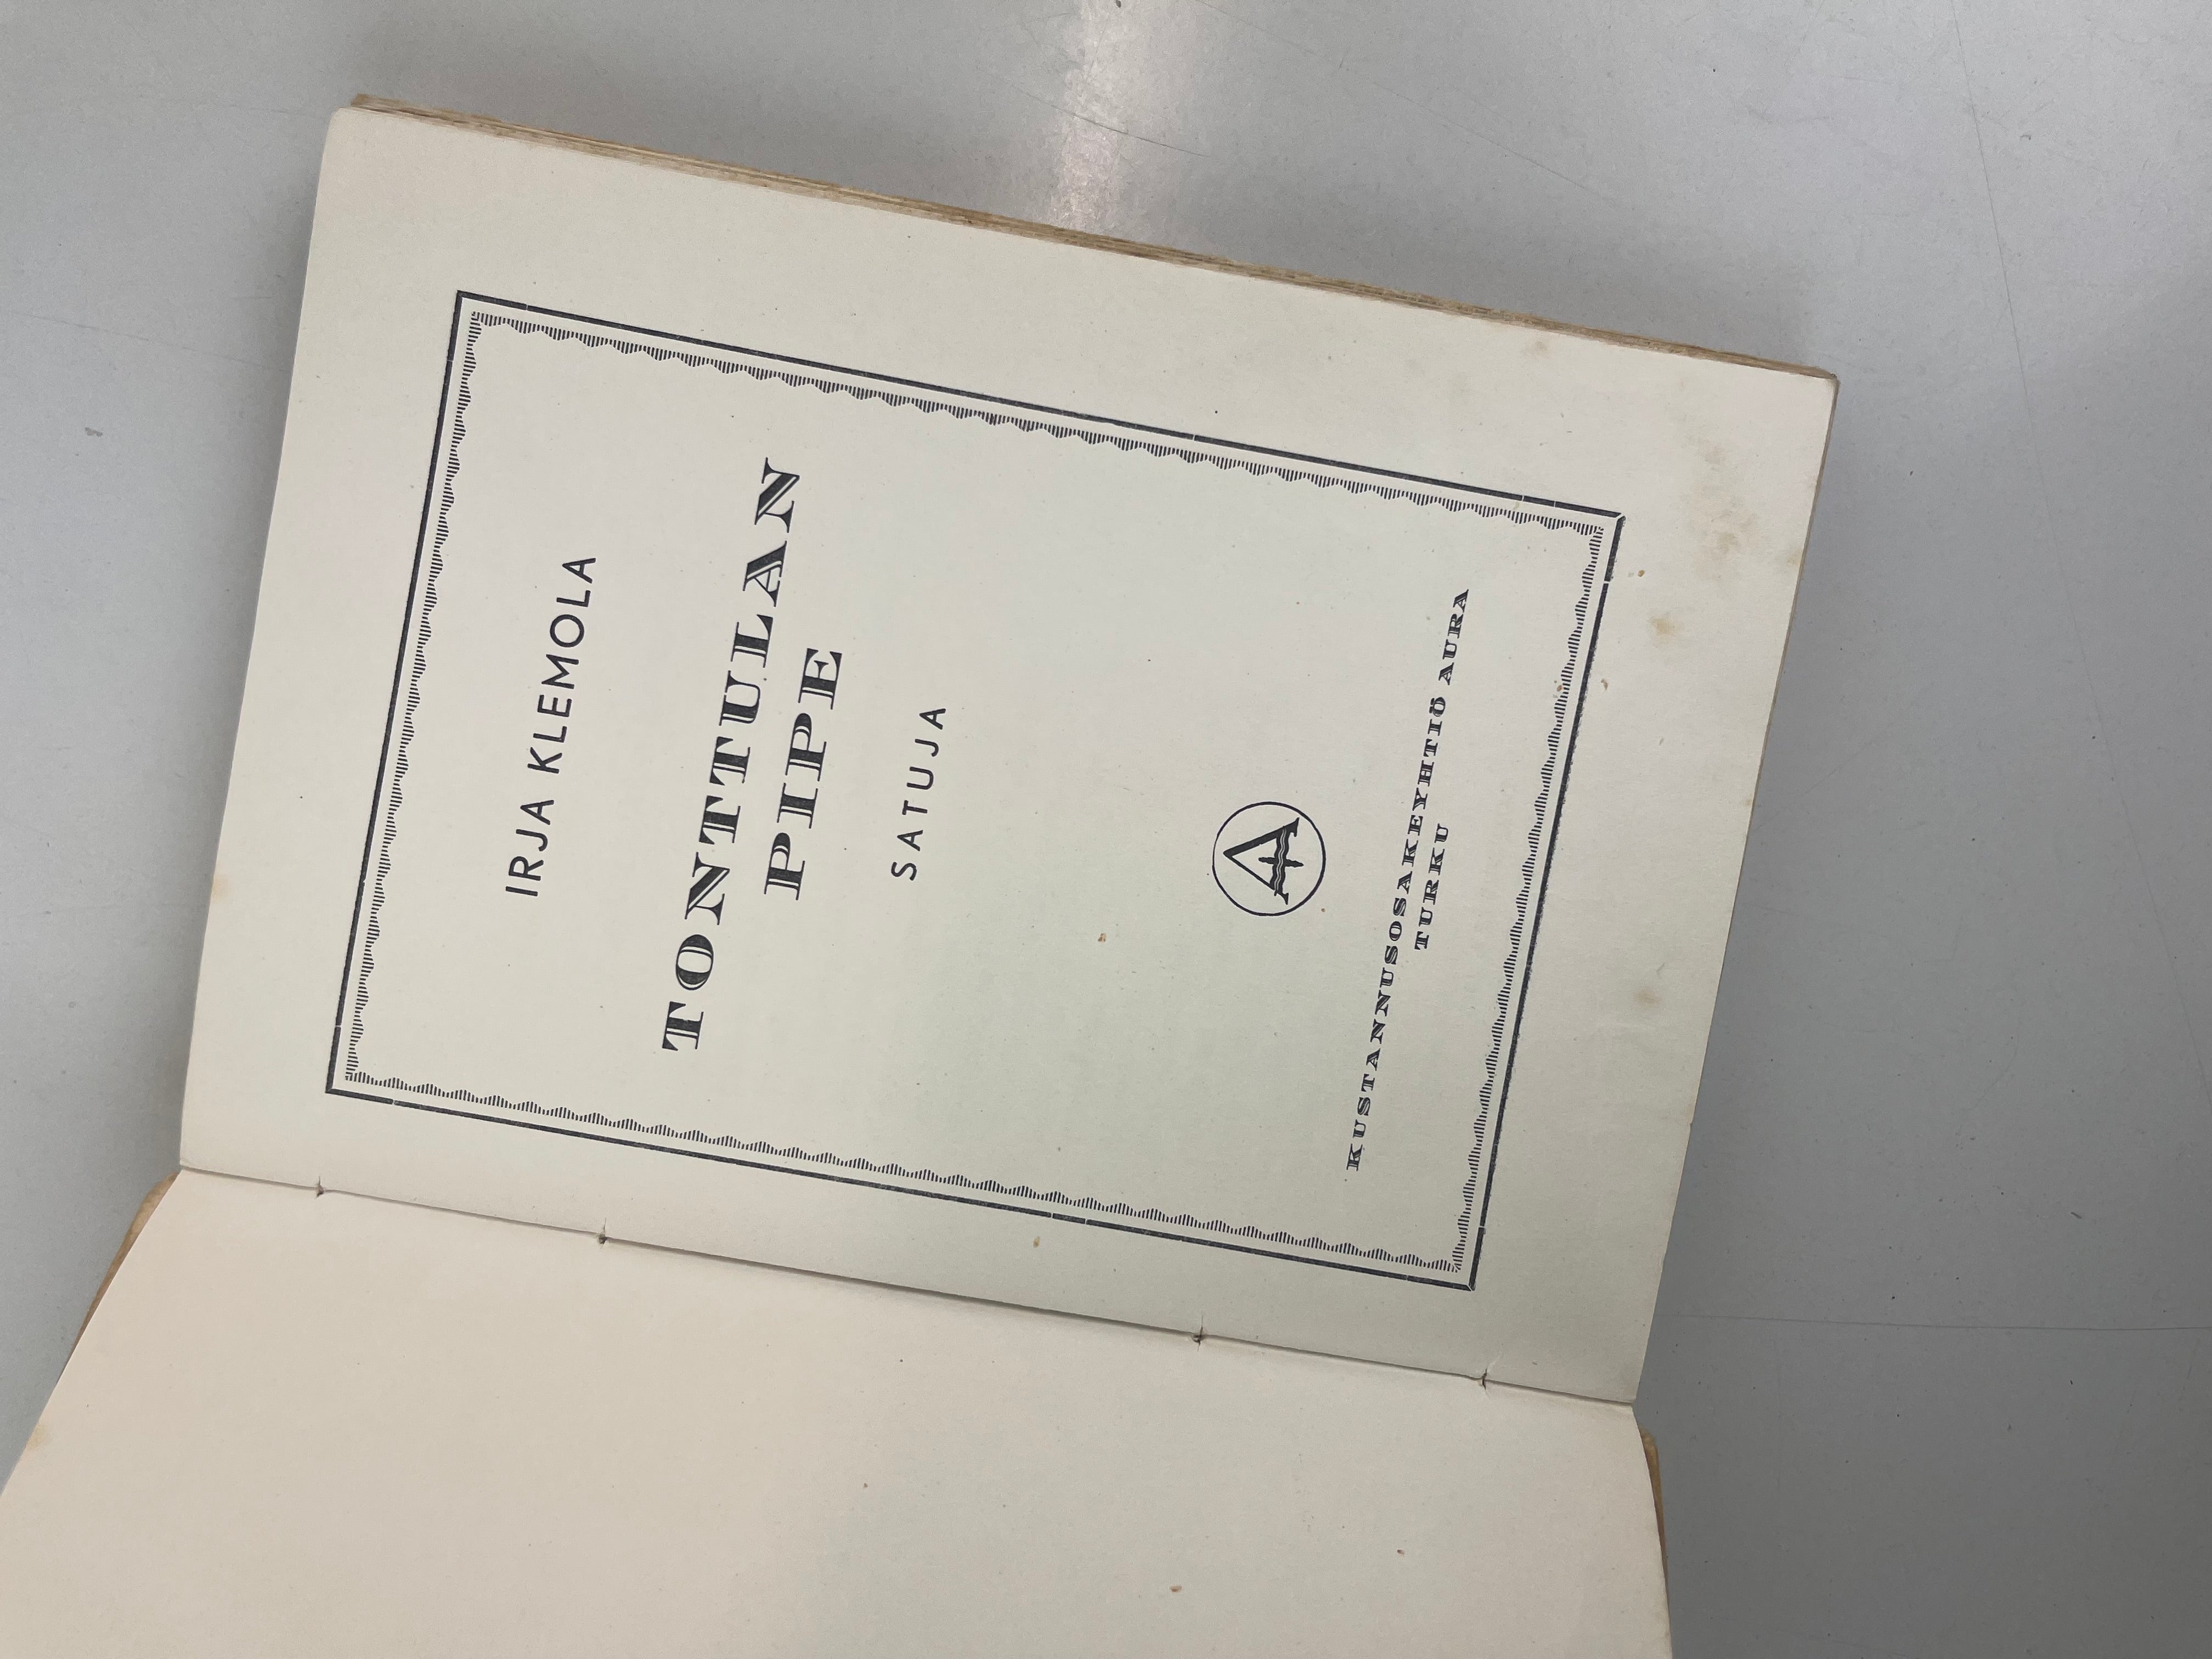 IRJA KLEMOLA
TONTTULAN
PIPE
SATUJA
A
KUSTANNUSOSAKEYHTIÖ AURA
TURKU